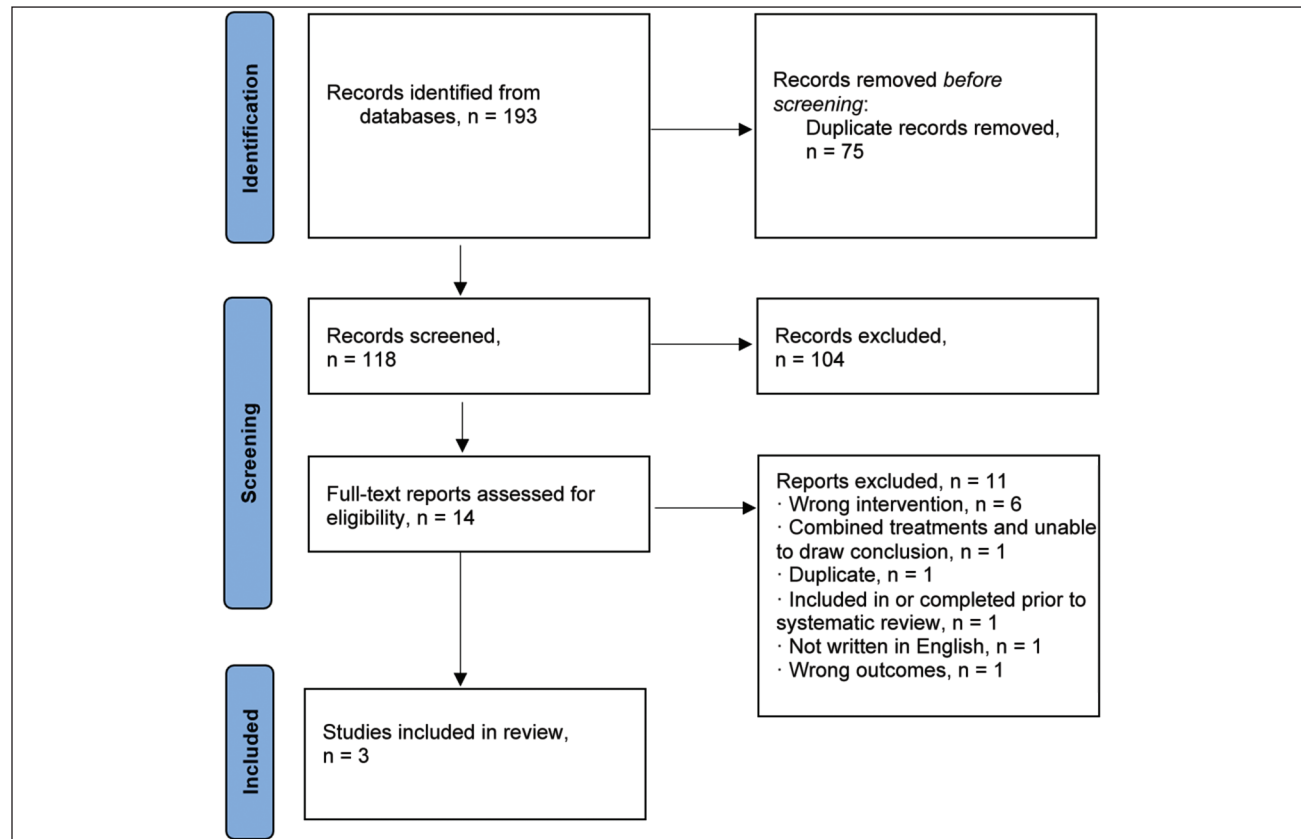 Identification
Records identified from
databases, n = 193
Records removed before
screening:
Duplicate records removed,
n = 75
Screening
Records screened,
n = 118
Records excluded,
n = 104
Full-text reports assessed for
eligibility, n = 14
Reports excluded, n = 11
· Wrong intervention, n = 6
· Combined treatments and unable
to draw conclusion, n = 1
· Duplicate, n = 1
· Included in or completed prior to
systematic review, n = 1
· Not written in English, n = 1
· Wrong outcomes, n = 1
Included
Studies included in review,
n = 3